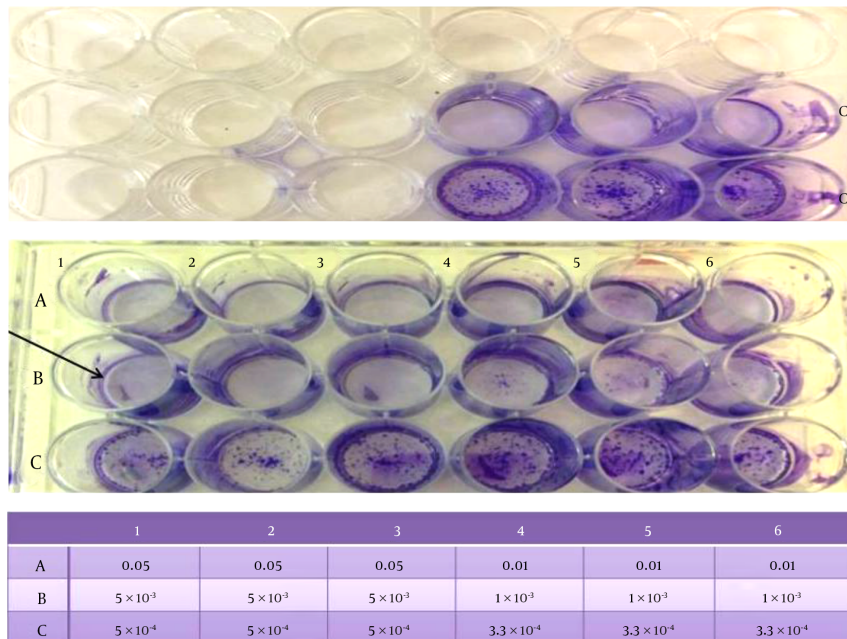 C
C
1 2 3 4 5 6
A
B
C
1 2 3 4 5 6
A 0.05 0.05 0.05 0.01 0.01 0.01
B 5 × 10⁻³ 5 × 10⁻³ 5 × 10⁻³ 1 × 10⁻³ 1 × 10⁻³ 1 × 10⁻³
C 5 × 10⁻⁴ 5 × 10⁻⁴ 5 × 10⁻⁴ 3.3 × 10⁻⁴ 3.3 × 10⁻⁴ 3.3 × 10⁻⁴